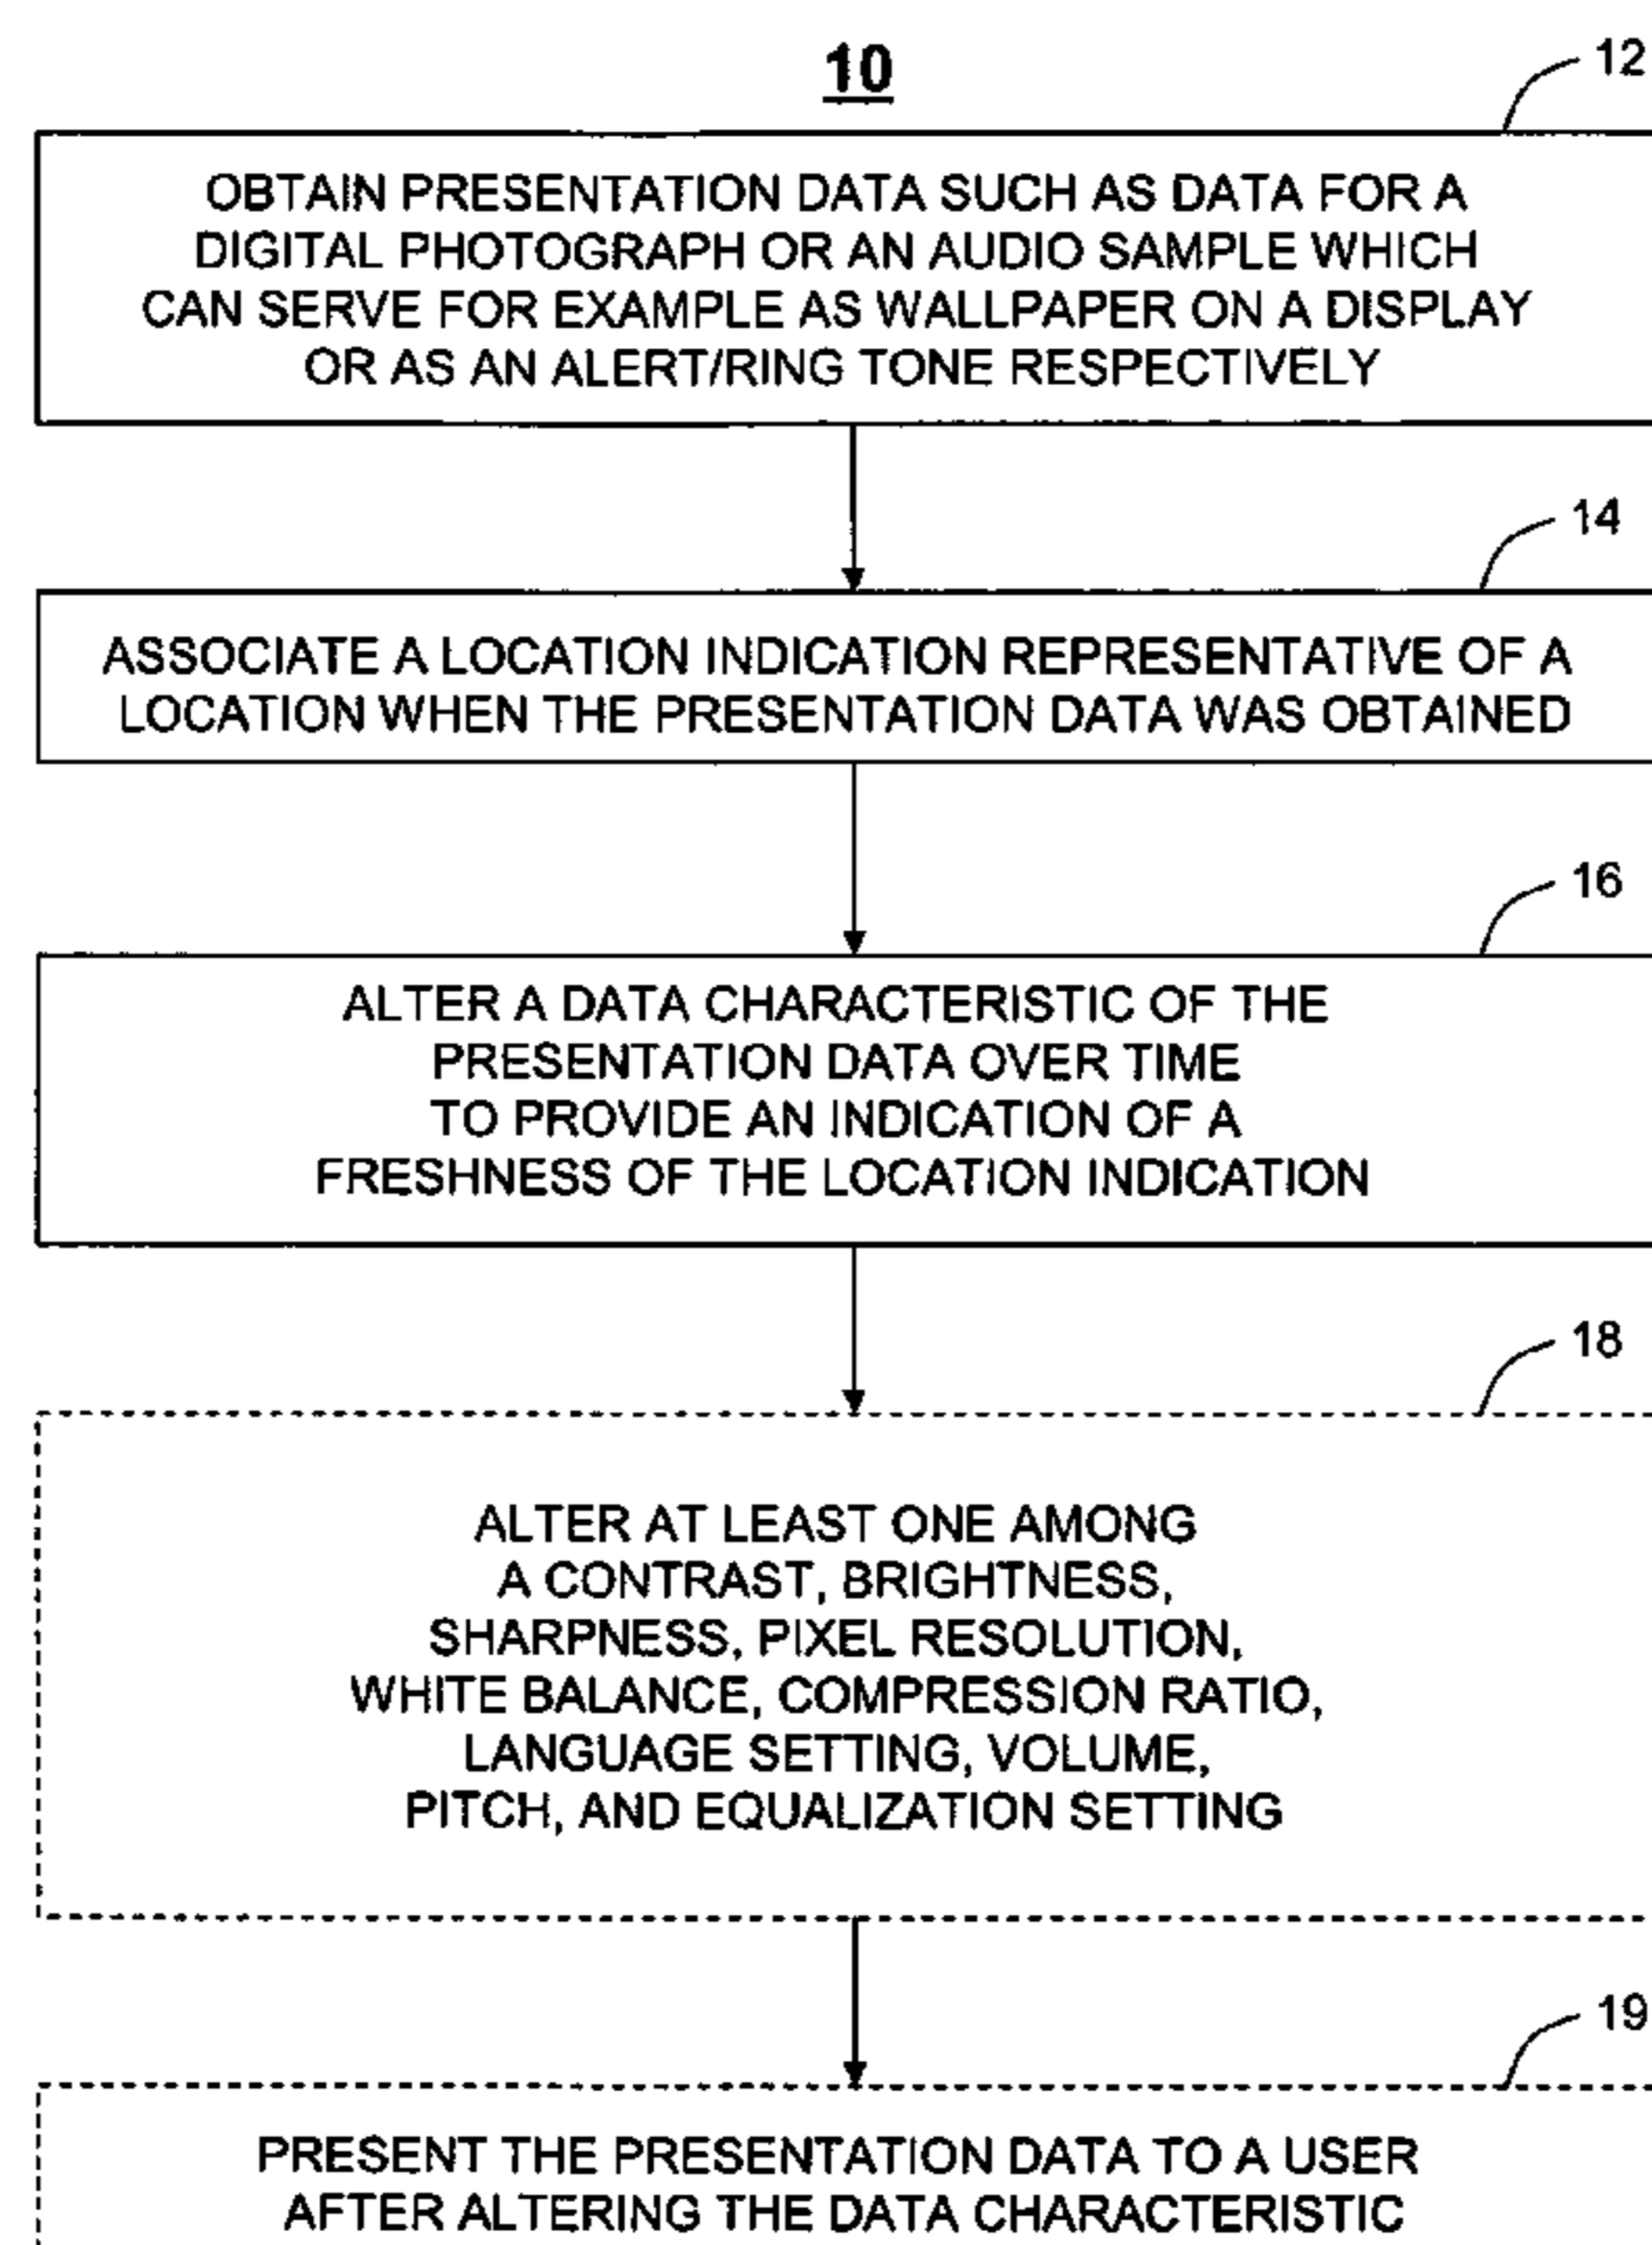 10
12
OBTAIN PRESENTATION DATA SUCH AS DATA FOR A
DIGITAL PHOTOGRAPH OR AN AUDIO SAMPLE WHICH
CAN SERVE FOR EXAMPLE AS WALLPAPER ON A DISPLAY
OR AS AN ALERT/RING TONE RESPECTIVELY
14
ASSOCIATE A LOCATION INDICATION REPRESENTATIVE OF A
LOCATION WHEN THE PRESENTATION DATA WAS OBTAINED
16
ALTER A DATA CHARACTERISTIC OF THE
PRESENTATION DATA OVER TIME
TO PROVIDE AN INDICATION OF A
FRESHNESS OF THE LOCATION INDICATION
18
ALTER AT LEAST ONE AMONG
A CONTRAST, BRIGHTNESS,
SHARPNESS, PIXEL RESOLUTION,
WHITE BALANCE, COMPRESSION RATIO,
LANGUAGE SETTING, VOLUME,
PITCH, AND EQUALIZATION SETTING
19
PRESENT THE PRESENTATION DATA TO A USER
AFTER ALTERING THE DATA CHARACTERISTIC